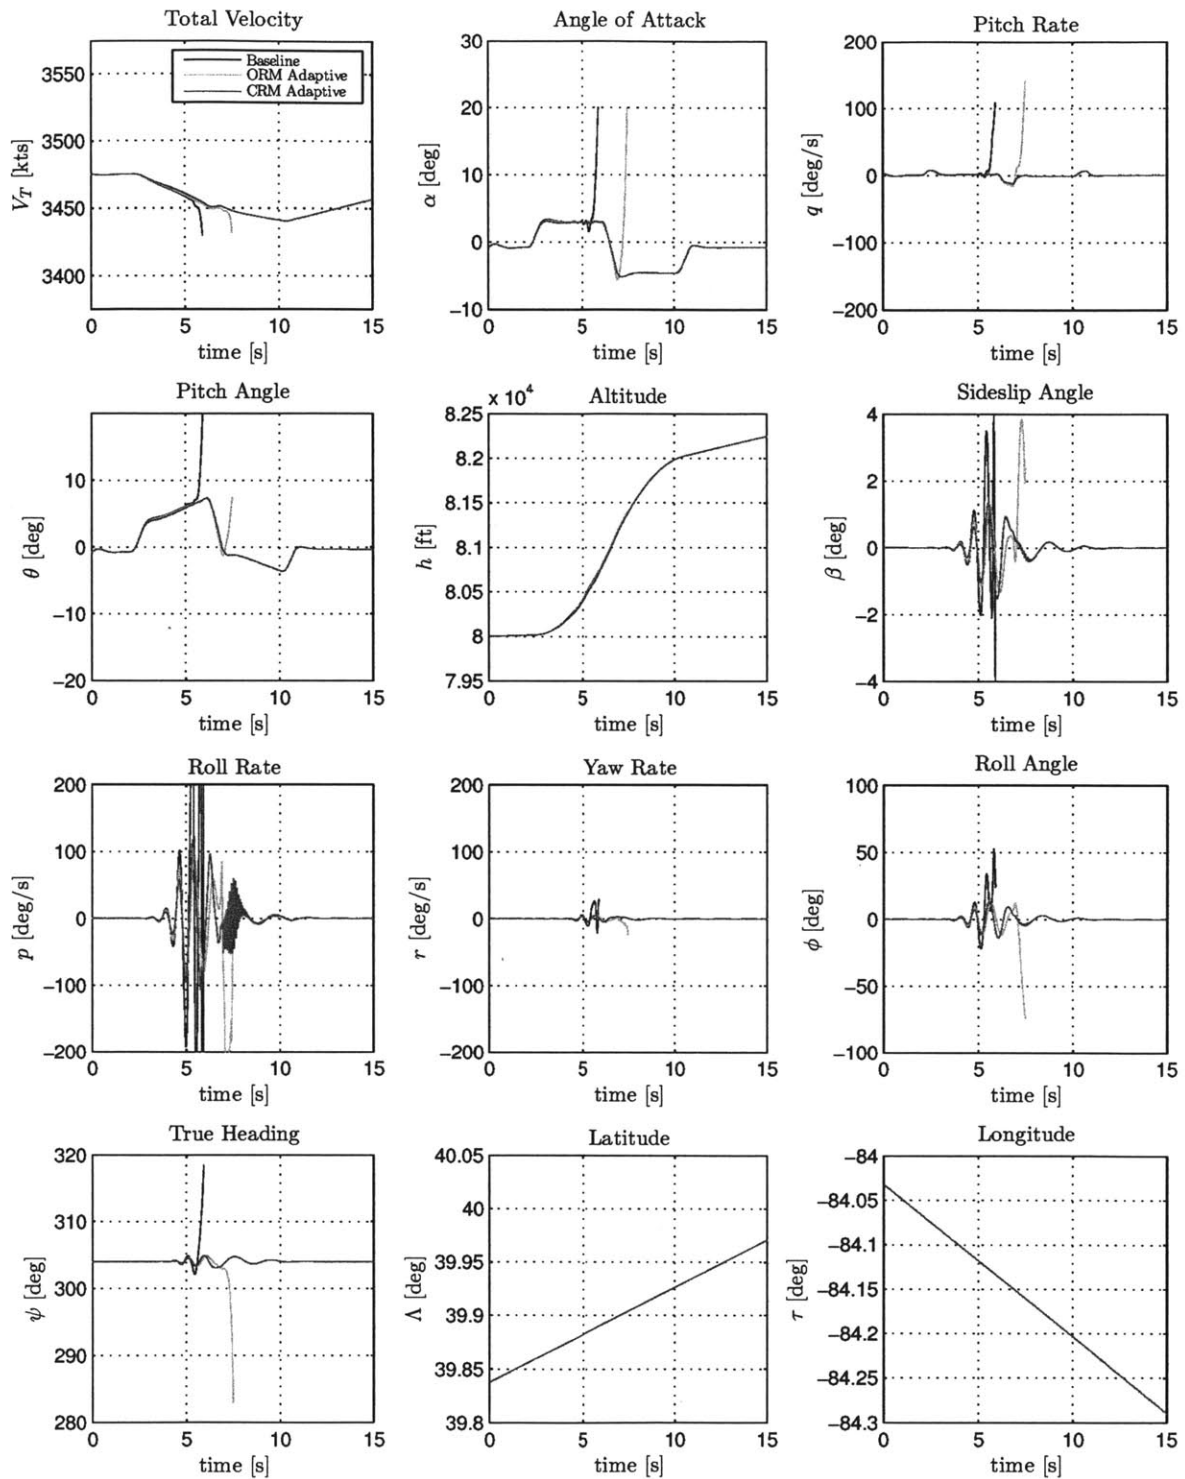 Total Velocity
3550
3500
3450
3400
V_T [kts]
Baseline
ORM Adaptive
CRM Adaptive
0 5 10 15
time [s]
Angle of Attack
30
20
10
0
−10
α [deg]
0 5 10 15
time [s]
Pitch Rate
200
100
0
−100
−200
q [deg/s]
0 5 10 15
time [s]
Pitch Angle
10
0
−10
−20
θ [deg]
0 5 10 15
time [s]
x 10⁴
Altitude
8.25
8.2
8.15
8.1
8.05
8
7.95
h [ft]
0 5 10 15
time [s]
Sideslip Angle
4
2
0
−2
−4
β [deg]
0 5 10 15
time [s]
Roll Rate
200
100
0
−100
−200
p [deg/s]
0 5 10 15
time [s]
Yaw Rate
200
100
0
−100
−200
r [deg/s]
0 5 10 15
time [s]
Roll Angle
100
50
0
−50
−100
ϕ [deg]
0 5 10 15
time [s]
True Heading
320
310
300
290
280
ψ [deg]
0 5 10 15
time [s]
Latitude
40.05
40
39.95
39.9
39.85
39.8
Λ [deg]
0 5 10 15
time [s]
Longitude
−84
−84.05
−84.1
−84.15
−84.2
−84.25
−84.3
τ [deg]
0 5 10 15
time [s]